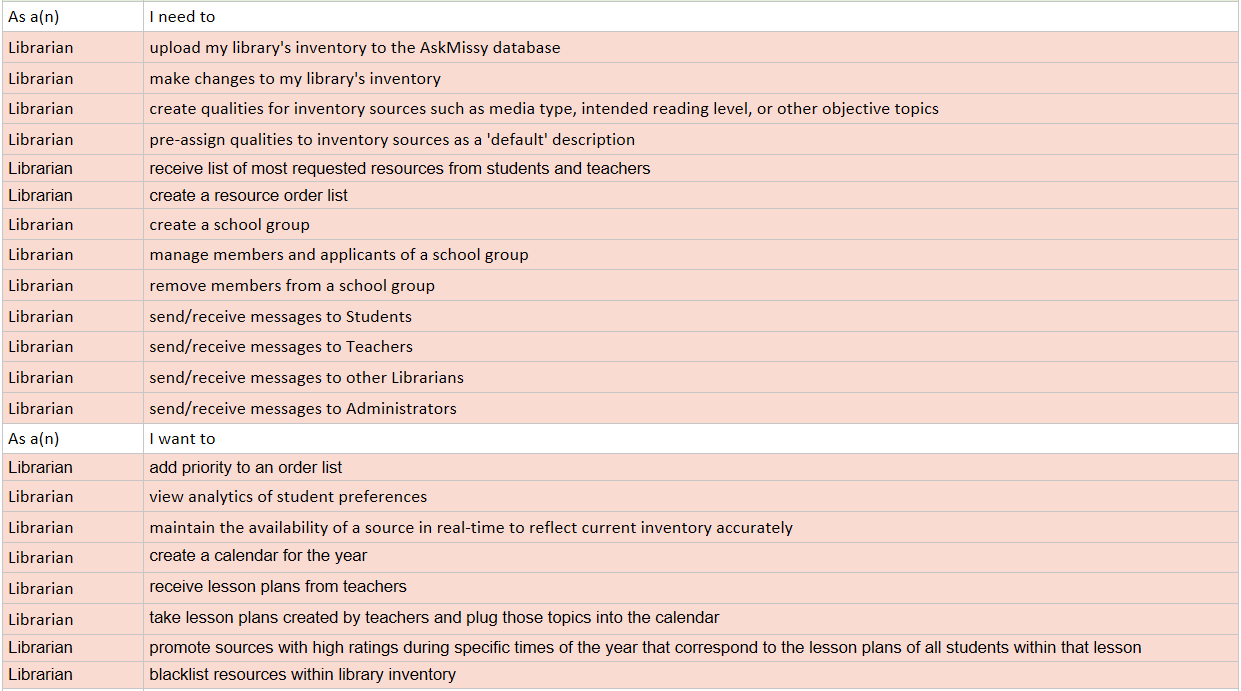 As a(n) I need to
Librarian upload my library's inventory to the AskMissy database
Librarian make changes to my library's inventory
Librarian create qualities for inventory sources such as media type, intended reading level, or other objective topics
Librarian pre-assign qualities to inventory sources as a 'default' description
Librarian receive list of most requested resources from students and teachers
Librarian create a resource order list
Librarian create a school group
Librarian manage members and applicants of a school group
Librarian remove members from a school group
Librarian send/receive messages to Students
Librarian send/receive messages to Teachers
Librarian send/receive messages to other Librarians
Librarian send/receive messages to Administrators
As a(n) I want to
Librarian add priority to an order list
Librarian view analytics of student preferences
Librarian maintain the availability of a source in real-time to reflect current inventory accurately
Librarian create a calendar for the year
Librarian receive lesson plans from teachers
Librarian take lesson plans created by teachers and plug those topics into the calendar
Librarian promote sources with high ratings during specific times of the year that correspond to the lesson plans of all students within that lesson
Librarian blacklist resources within library inventory